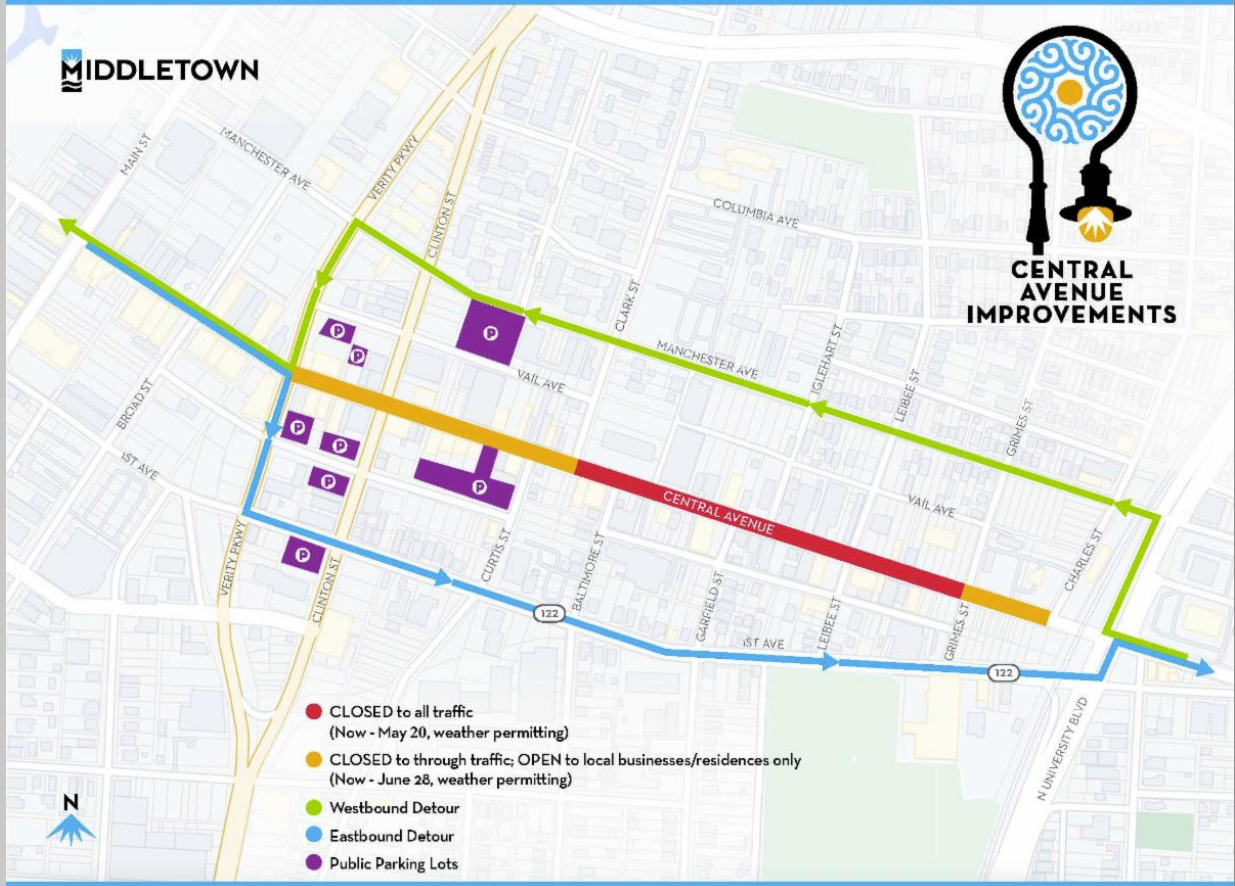 MIDDLETOWN
MAIN ST
MANCHESTER AVE
VERITY PKWY
CLINTON ST
COLUMBIA AVE
CENTRAL
AVENUE
IMPROVEMENTS
CLARK ST
P
P
P
MANCHESTER AVE
IGLEHART ST
VAIL AVE
LEIBEE ST
BROAD ST
GRIMES ST
P
P
1ST AVE
P
P
CENTRAL AVENUE
VAIL AVE
P
VERITY PKWY
CLINTON ST
CURTIS ST
BALTIMORE ST
CHARLES ST
GARFIELD ST
122
LEIBEE ST
GRIMES ST
1ST AVE
122
N UNIVERSITY BLVD
CLOSED to all traffic
(Now - May 20, weather permitting)
CLOSED to through traffic; OPEN to local businesses/residences only
(Now - June 28, weather permitting)
N
Westbound Detour
Eastbound Detour
Public Parking Lots